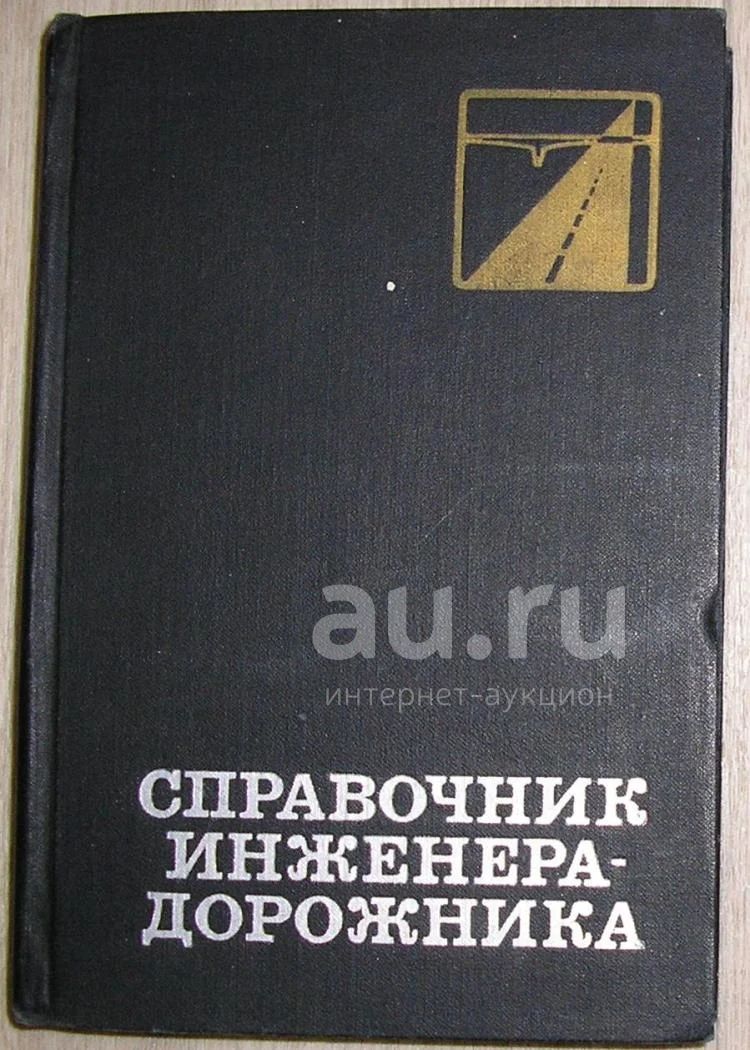 au.ru
интернет-аукцион
СПРАВОЧНИК
ИНЖЕНЕРА-
ДОРОЖНИКА